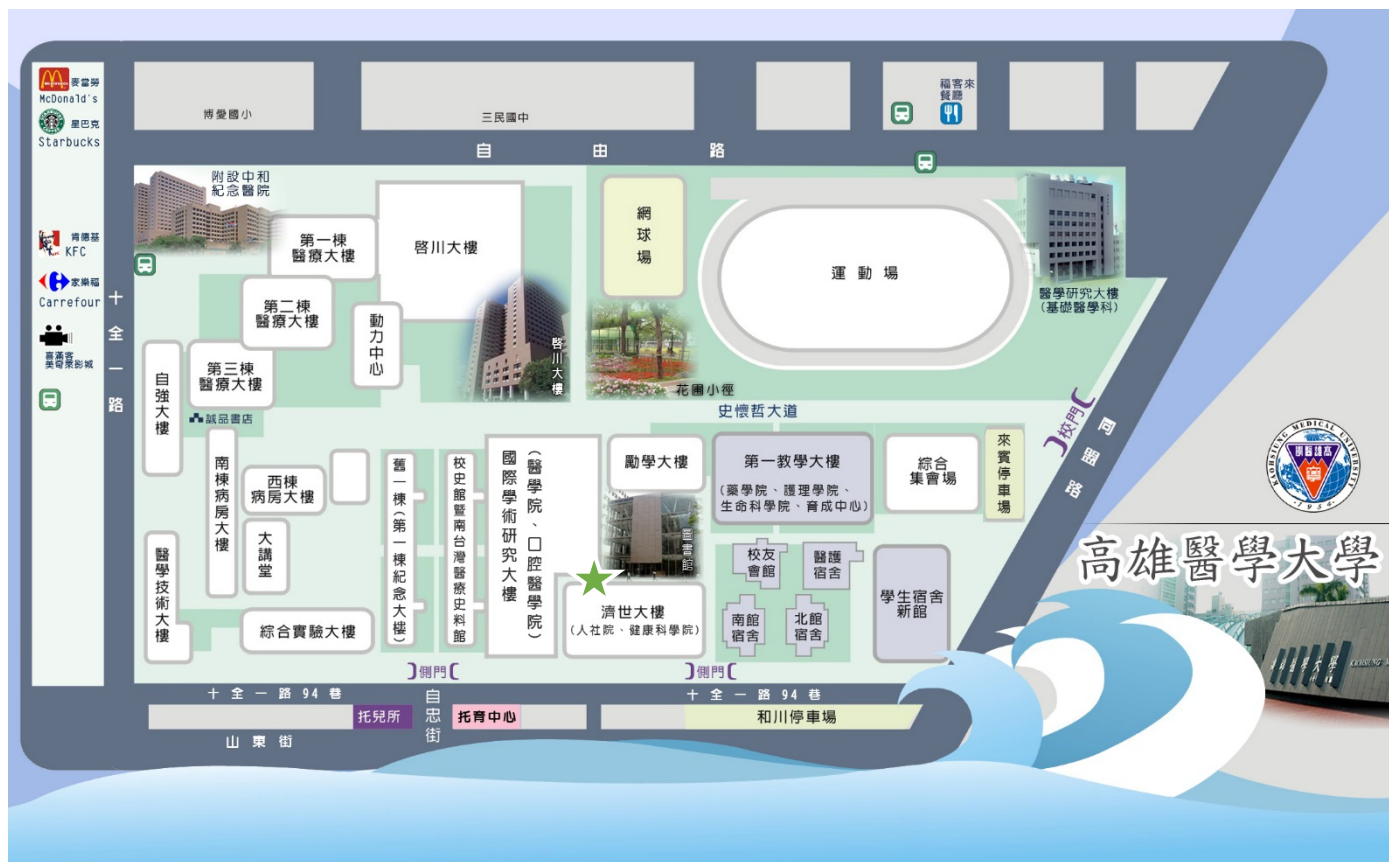 麥當勞
McDonald's
星巴克
Starbucks
肯德基
KFC
家樂福
Carrefour
喜滿客
美奇萊影城
十全一路
博愛國小
三民國中
福客來
餐廳
自由路
附設中和
紀念醫院
第一棟
醫療大樓
啓川大樓
網球場
運動場
醫學研究大樓
(基礎醫學科)
第二棟
醫療大樓
動力中心
啓川大樓
第三棟
醫療大樓
自強大樓
誠品書店
花圃小徑
史懷哲大道
校門
同盟路
南棟病房大樓
西棟
病房大樓
大講堂
舊一棟(第一棟紀念大樓)
校史館暨南台灣醫療史料館
國際學術研究大樓
(醫學院、口腔醫學院)
勵學大樓
圖書館
第一教學大樓
(藥學院、護理學院、
生命科學院、育成中心)
綜合
集會場
來賓停車場
醫學技術大樓
綜合實驗大樓
濟世大樓
(人社院、健康科學院)
校友
會館
醫護
宿舍
南館
宿舍
北館
宿舍
學生宿舍
新館
側門
側門
十全一路94巷
自忠街
十全一路94巷
托兒所
托育中心
和川停車場
山東街
KAOHSIUNG MEDICAL UNIVERSITY
1954
高雄醫學大學